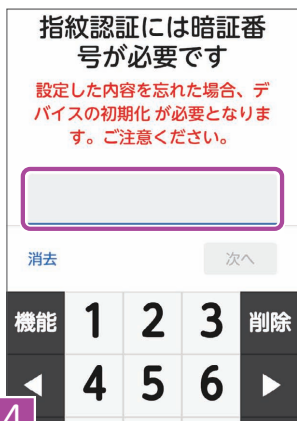 指紋認証には暗証番
号が必要です
設定した内容を忘れた場合、デ
バイスの初期化 が必要となりま
す。ご注意ください。
消去 次へ
機能 1 2 3 削除
◀ 4 5 6 ▶
4